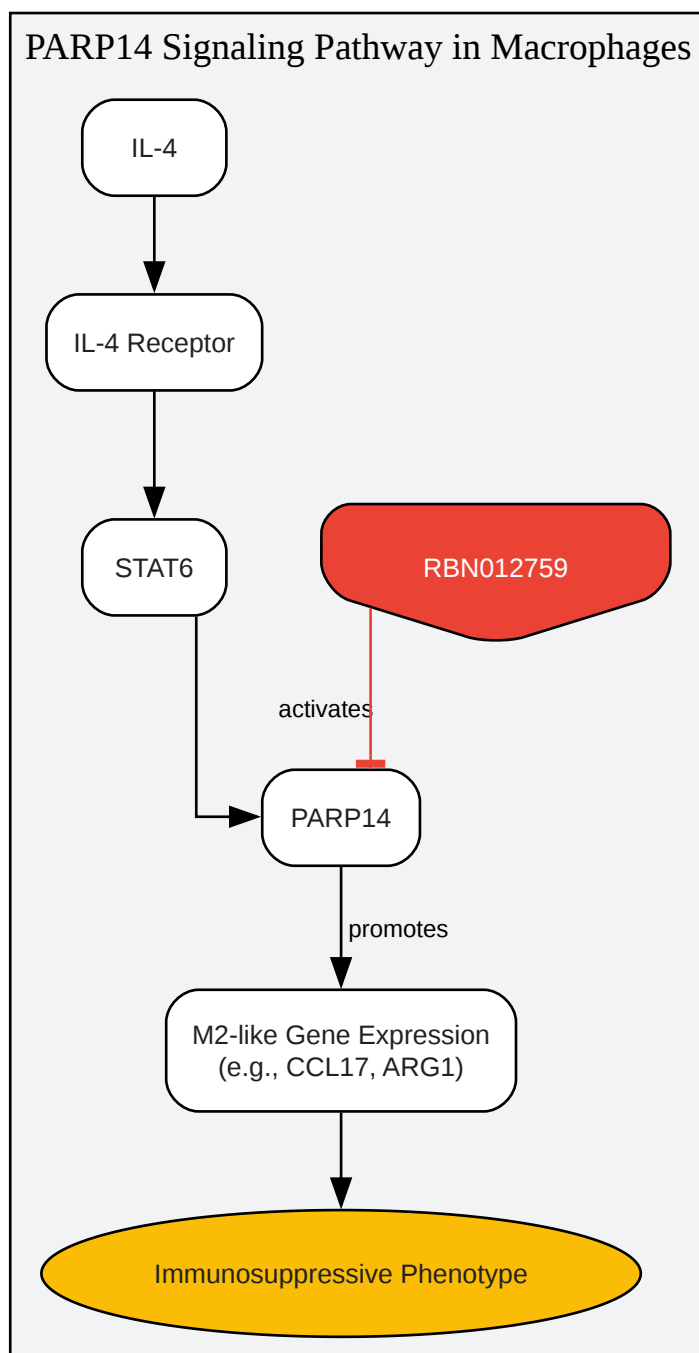 PARP14 Signaling Pathway in Macrophages
IL-4
IL-4 Receptor
STAT6
RBN012759
activates
PARP14
promotes
M2-like Gene Expression
(e.g., CCL17, ARG1)
Immunosuppressive Phenotype